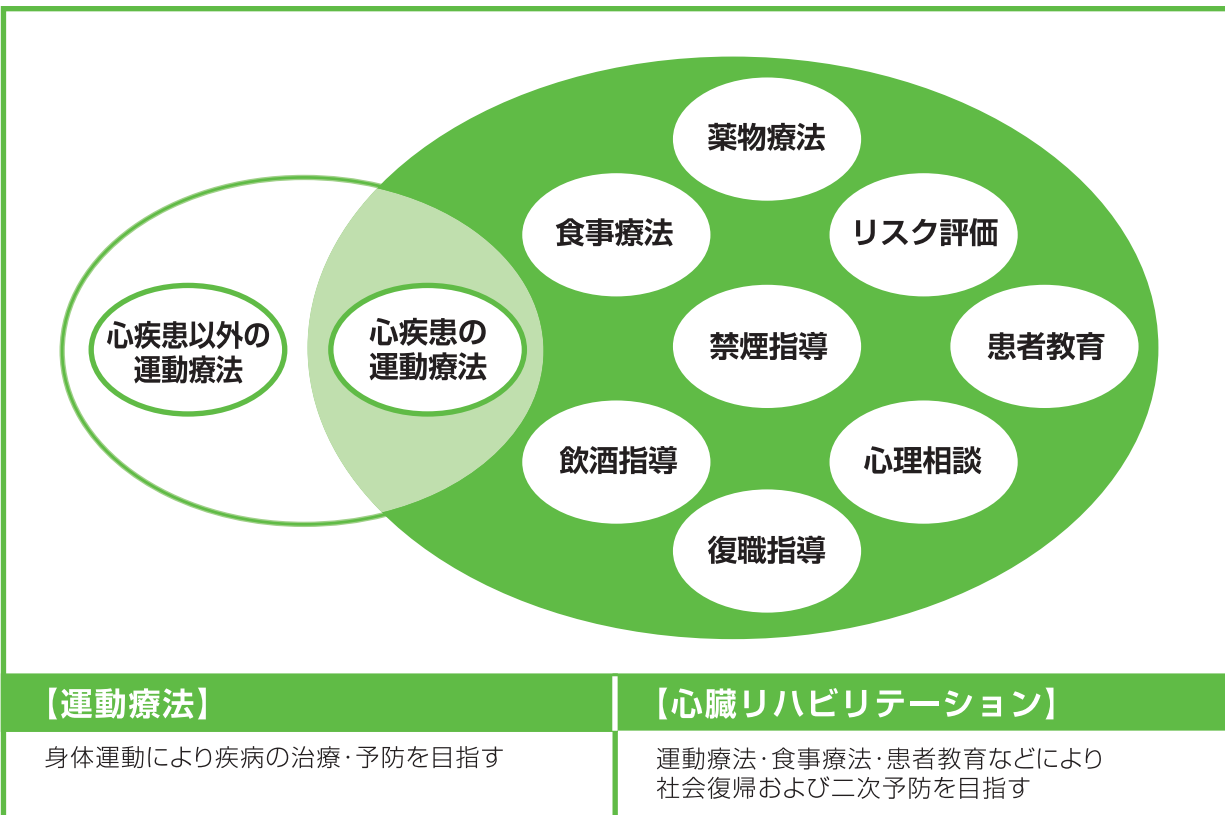 薬物療法
食事療法
リスク評価
心疾患以外の
運動療法
心疾患の
運動療法
禁煙指導
患者教育
飲酒指導
心理相談
復職指導
【運動療法】
身体運動により疾病の治療・予防を目指す
【心臓リハビリテーション】
運動療法・食事療法・患者教育などにより
社会復帰および二次予防を目指す